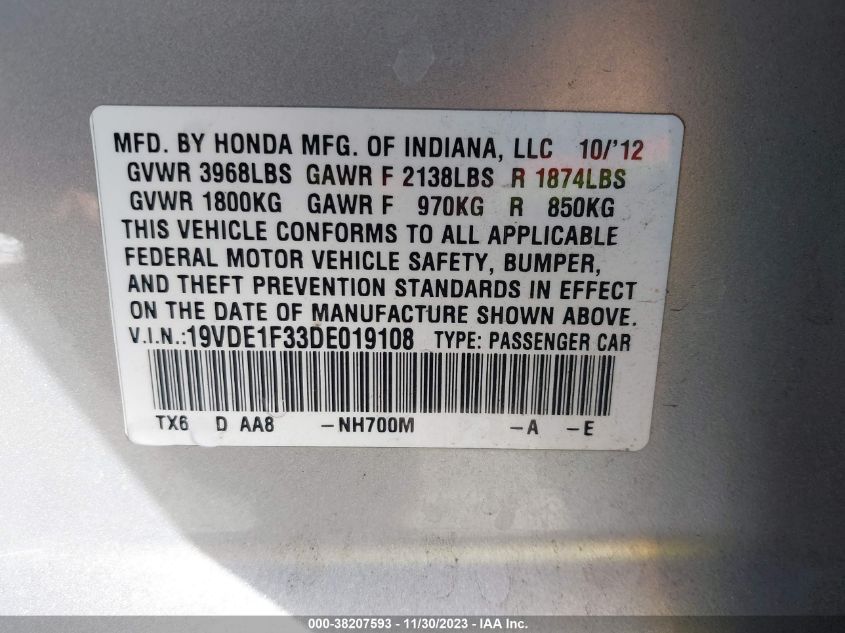 MFD. BY HONDA MFG. OF INDIANA, LLC 10/'12
GVWR 3968LBS GAWR F 2138LBS R 1874LBS
GVWR 1800KG GAWR F 970KG R 850KG
THIS VEHICLE CONFORMS TO ALL APPLICABLE
FEDERAL MOTOR VEHICLE SAFETY, BUMPER,
AND THEFT PREVENTION STANDARDS IN EFFECT
ON THE DATE OF MANUFACTURE SHOWN ABOVE.
V.I.N.:19VDE1F33DE019108 TYPE: PASSENGER CAR
TX6 D AA8 -NH700M -A -E
000-38207593 - 11/30/2023 - IAA Inc.